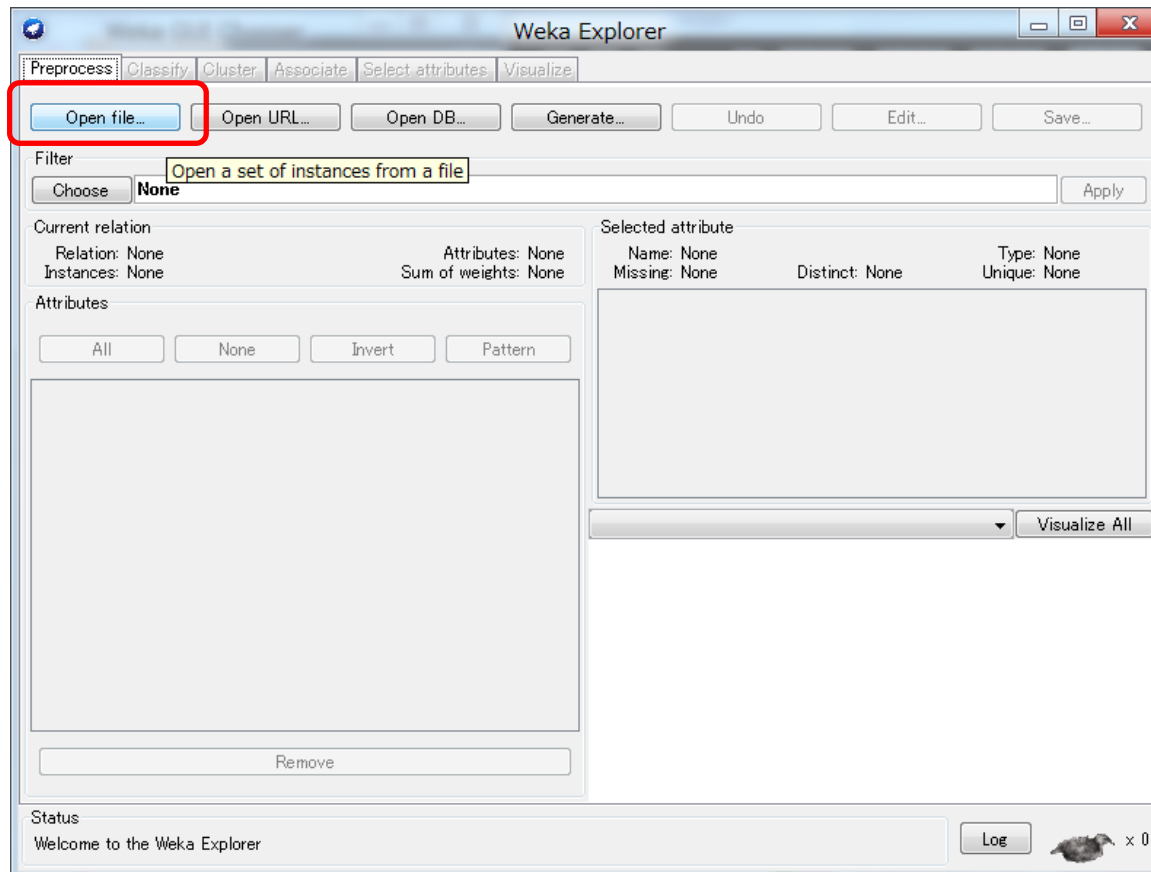 Weka Explorer
Preprocess Classify Cluster Associate Select attributes Visualize
Open file... Open URL... Open DB... Generate... Undo Edit... Save...
Filter
Open a set of instances from a file
Choose None Apply
Current relation
Relation: None Attributes: None
Instances: None Sum of weights: None
Selected attribute
Name: None Type: None
Missing: None Distinct: None Unique: None
Attributes
All None Invert Pattern
Visualize All
Remove
Status
Welcome to the Weka Explorer
Log x 0